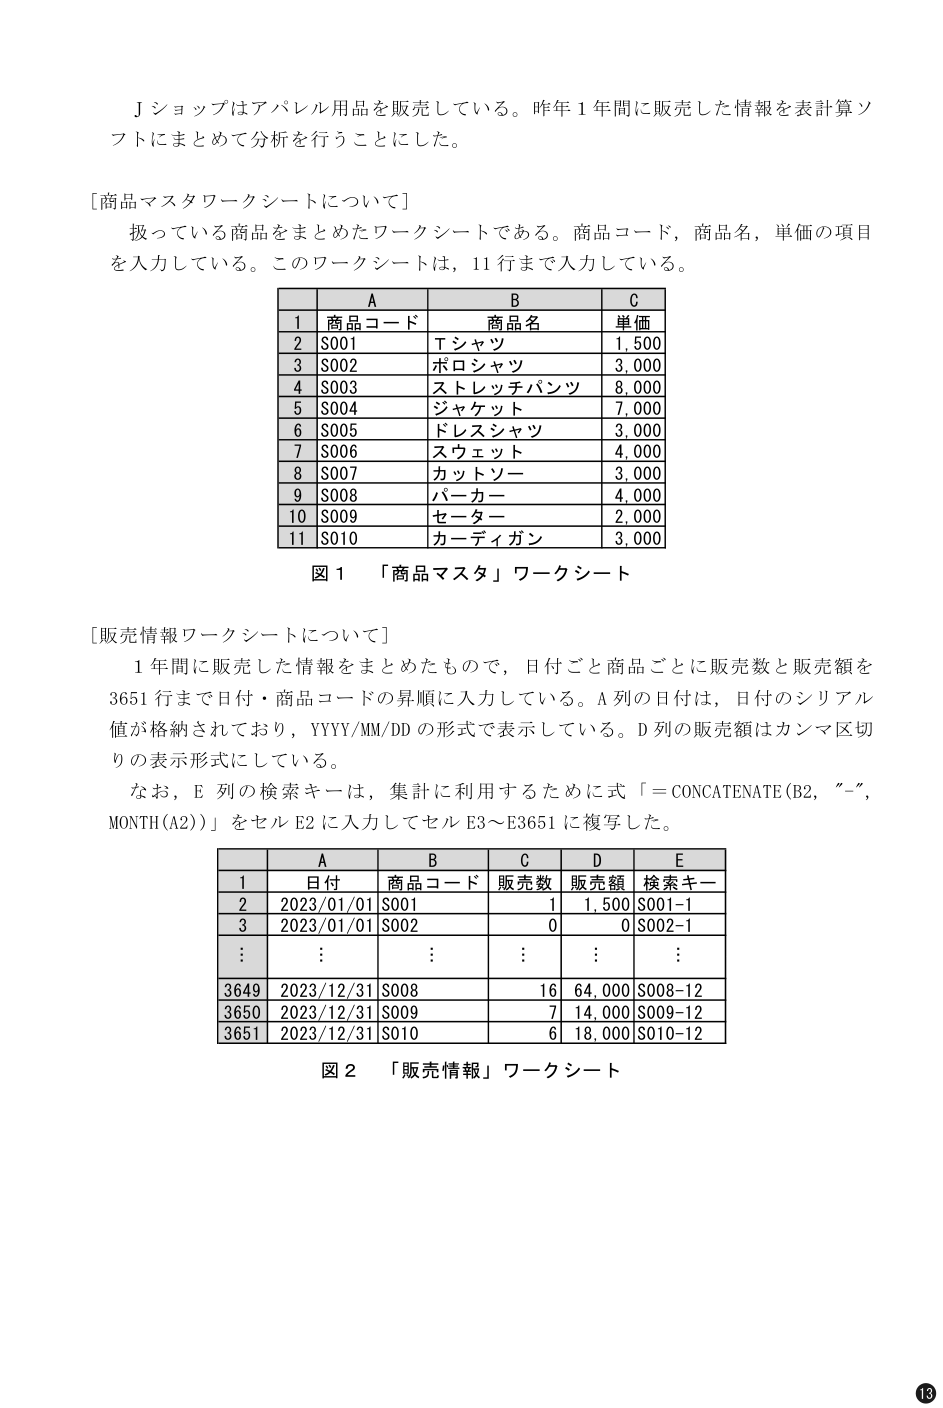 Ｊショップはアパレル用品を販売している。昨年１年間に販売した情報を表計算ソ
フトにまとめて分析を行うことにした。
［商品マスタワークシートについて］
扱っている商品をまとめたワークシートである。商品コード，商品名，単価の項目
を入力している。このワークシートは，11 行まで入力している。
A B C
1 商品コード 商品名 単価
2 S001 Ｔシャツ 1,500
3 S002 ポロシャツ 3,000
4 S003 ストレッチパンツ 8,000
5 S004 ジャケット 7,000
6 S005 ドレスシャツ 3,000
7 S006 スウェット 4,000
8 S007 カットソー 3,000
9 S008 パーカー 4,000
10 S009 セーター 2,000
11 S010 カーディガン 3,000
図１　「商品マスタ」ワークシート
［販売情報ワークシートについて］
１年間に販売した情報をまとめたもので，日付ごと商品ごとに販売数と販売額を
3651 行まで日付・商品コードの昇順に入力している。A 列の日付は，日付のシリアル
値が格納されており，YYYY/MM/DD の形式で表示している。D 列の販売額はカンマ区切
りの表示形式にしている。
なお，E 列の検索キーは，集計に利用するために式「＝CONCATENATE(B2, "-",
MONTH(A2))」をセル E2 に入力してセル E3～E3651 に複写した。
A B C D E
1 日付 商品コード 販売数 販売額 検索キー
2 2023/01/01 S001 1 1,500 S001-1
3 2023/01/01 S002 0 0 S002-1
⋮ ⋮ ⋮ ⋮ ⋮ ⋮
3649 2023/12/31 S008 16 64,000 S008-12
3650 2023/12/31 S009 7 14,000 S009-12
3651 2023/12/31 S010 6 18,000 S010-12
図２　「販売情報」ワークシート
13